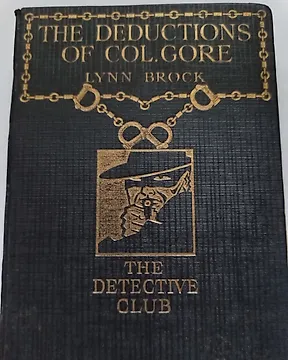 THE DEDUCTIONS
OF COL. GORE
LYNN BROCK
THE
DETECTIVE
CLUB